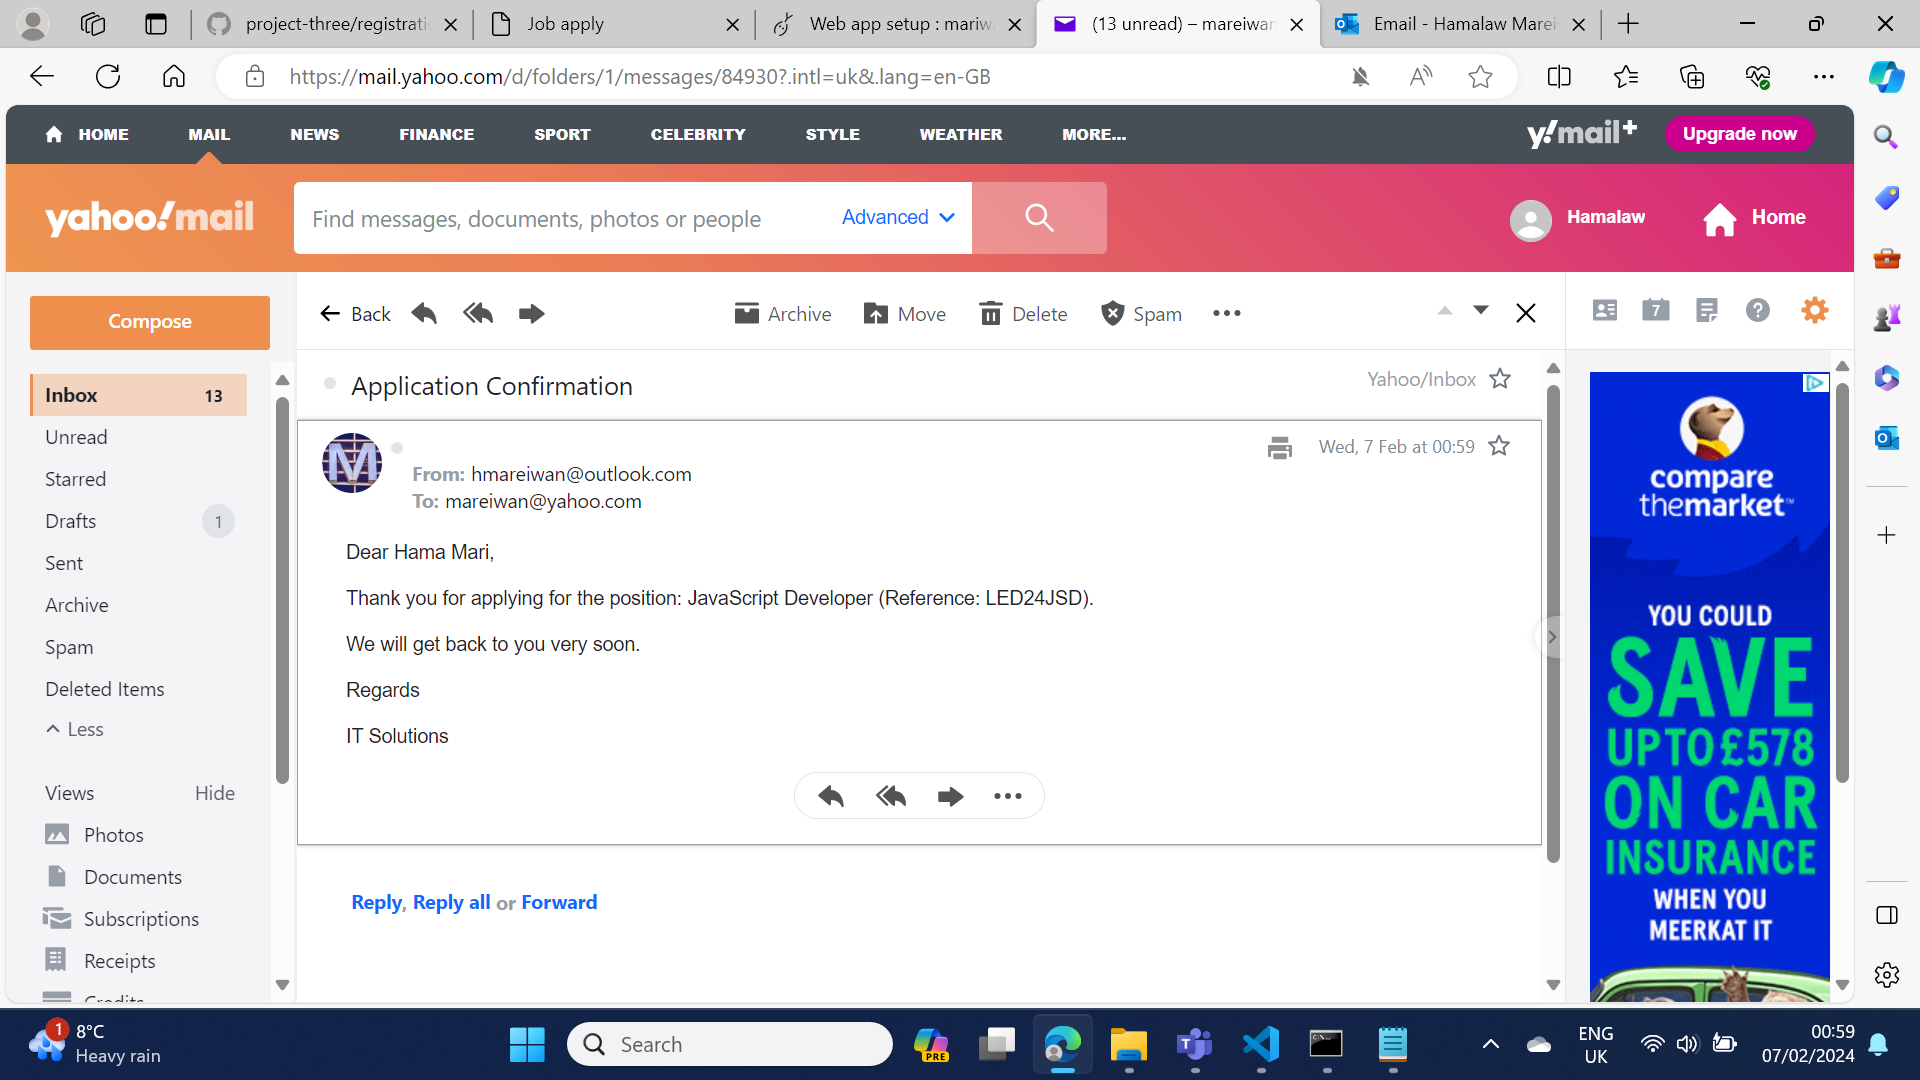 project-three/registrati
Job apply
Web app setup : mariw
(13 unread) – mareiwan
Email - Hamalaw Marei
https://mail.yahoo.com/d/folders/1/messages/84930?.intl=uk&.lang=en-GB
HOME MAIL NEWS FINANCE SPORT CELEBRITY STYLE WEATHER MORE...
y!mail+
Upgrade now
yahoo!mail
Find messages, documents, photos or people
Advanced
Hamalaw
Home
Compose
Back
Archive
Move
Delete
Spam
7
Inbox 13
Unread
Starred
Drafts 1
Sent
Archive
Spam
Deleted Items
Less
Views Hide
Photos
Documents
Subscriptions
Receipts
Credits
Application Confirmation
Yahoo/Inbox
M
Wed, 7 Feb at 00:59
From: hmareiwan@outlook.com
To: mareiwan@yahoo.com
Dear Hama Mari,
Thank you for applying for the position: JavaScript Developer (Reference: LED24JSD).
We will get back to you very soon.
Regards
IT Solutions
Reply, Reply all or Forward
compare
themarket™
YOU COULD
SAVE
UP TO £578
ON CAR
INSURANCE
WHEN YOU
MEERKAT IT
1
8°C
Heavy rain
Search
PRE
ENG
UK
00:59
07/02/2024